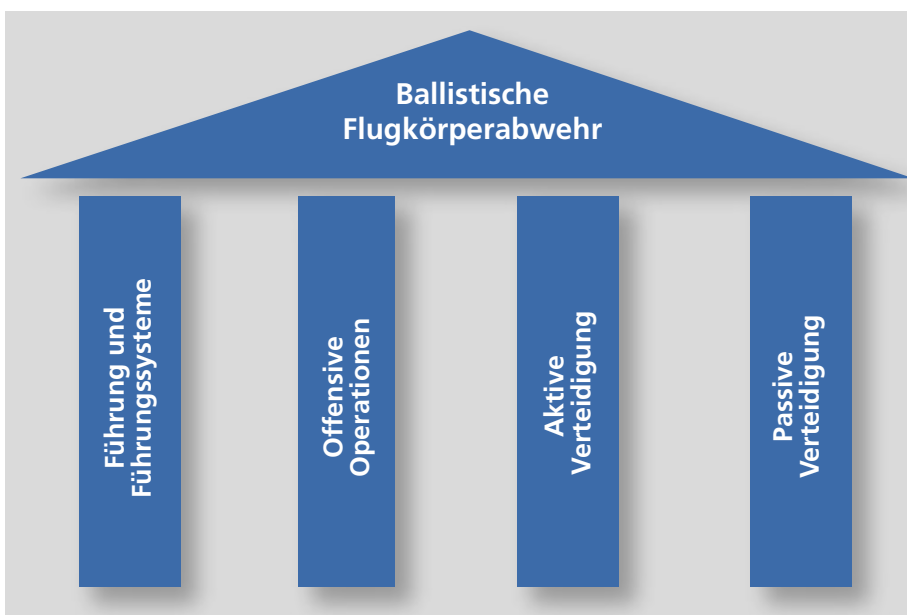 Ballistische
Flugkörperabwehr
Führung und
Führungssysteme
Offensive
Operationen
Aktive
Verteidigung
Passive
Verteidigung